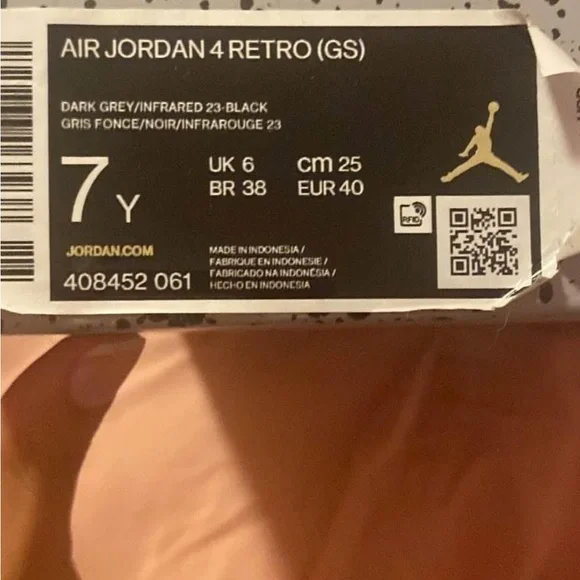 AIR JORDAN 4 RETRO (GS)
DARK GREY/INFRARED 23-BLACK
GRIS FONCE/NOIR/INFRAROUGE 23
7 Y
UK 6 cm 25
BR 38 EUR 40
RFID
JORDAN.COM
408452 061
MADE IN INDONESIA /
FABRIQUE EN INDONESIE /
FABRICADO NA INDONÉSIA /
HECHO EN INDONESIA